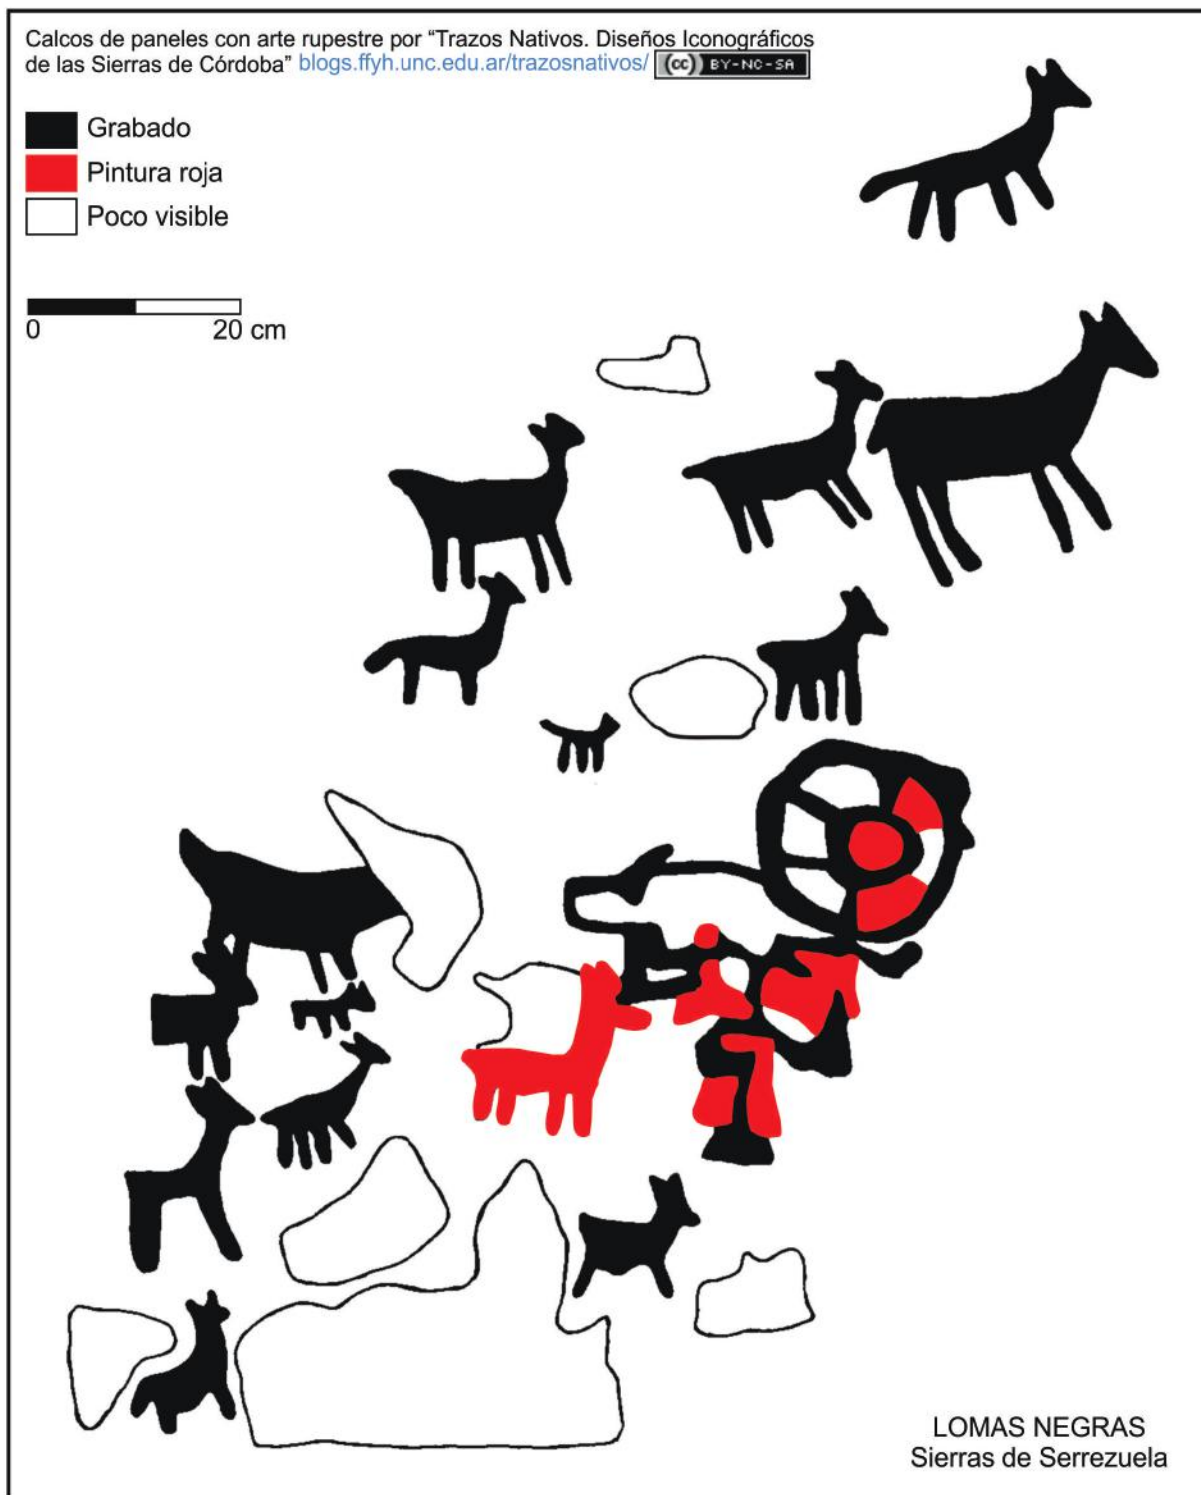 Calcos de paneles con arte rupestre por “Trazos Nativos. Diseños Iconográficos
de las Sierras de Córdoba” blogs.ffyh.unc.edu.ar/trazosnativos/ (cc) BY-NC-SA
Grabado
Pintura roja
Poco visible
0 20 cm
LOMAS NEGRAS
Sierras de Serrezuela